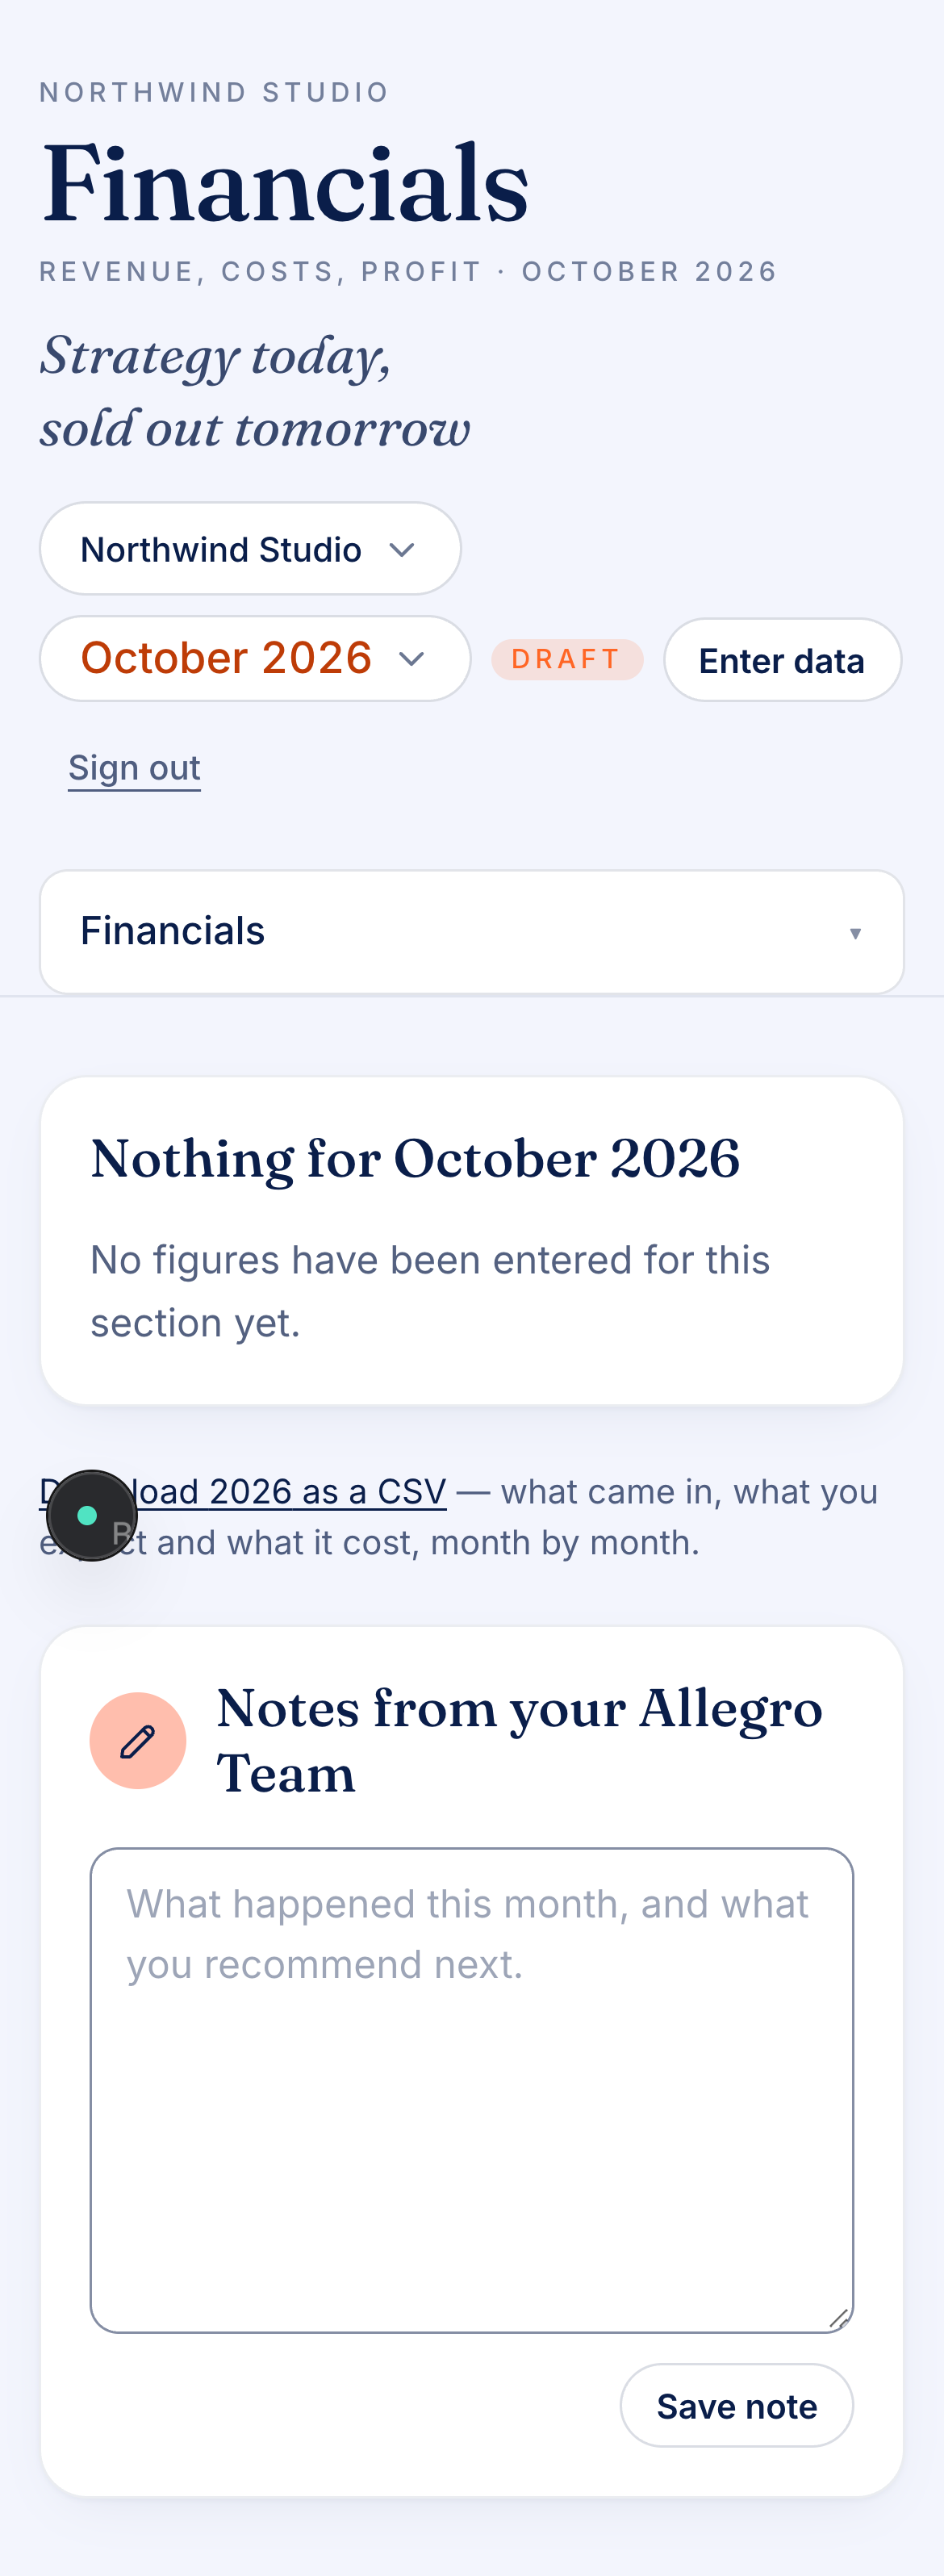 NORTHWIND STUDIO
Financials
REVENUE, COSTS, PROFIT · OCTOBER 2026
Strategy today,
sold out tomorrow
Northwind Studio
October 2026
DRAFT
Enter data
Sign out
Financials
Nothing for October 2026
No figures have been entered for this
section yet.
2026 as a CSV — what came in, what you
and what it cost, month by month.
Notes from your Allegro
Team
What happened this month, and what
you recommend next.
Save note